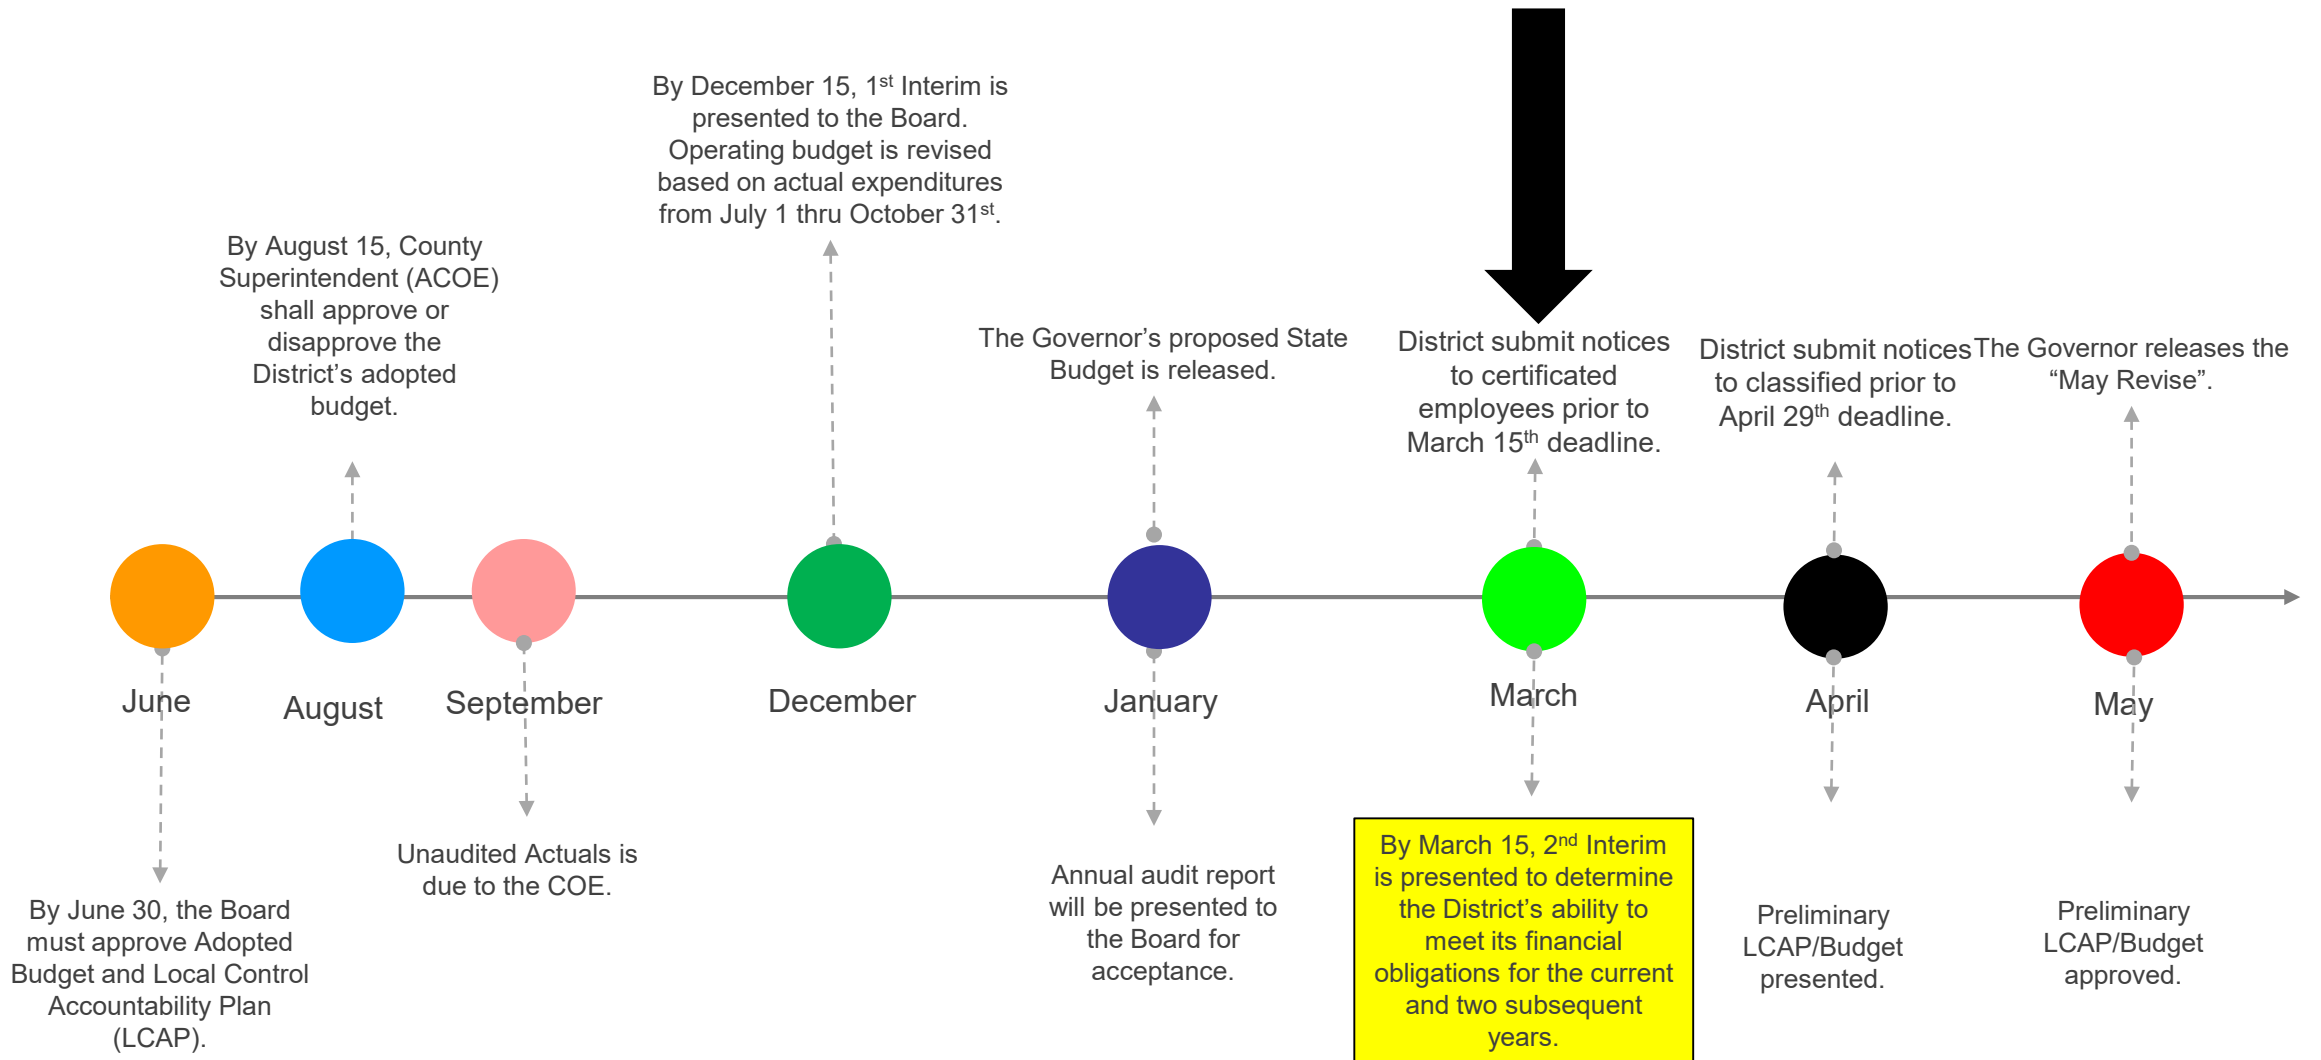 By December 15, 1st Interim is
presented to the Board.
Operating budget is revised
based on actual expenditures
from July 1 thru October 31st.
By August 15, County
Superintendent (ACOE)
shall approve or
disapprove the
District’s adopted
budget.
The Governor’s proposed State
Budget is released.
District submit notices
to certificated
employees prior to
March 15th deadline.
District submit notices
to classified prior to
April 29th deadline.
The Governor releases the
“May Revise”.
June
August
September
December
January
March
April
May
By June 30, the Board
must approve Adopted
Budget and Local Control
Accountability Plan
(LCAP).
Unaudited Actuals is
due to the COE.
Annual audit report
will be presented to
the Board for
acceptance.
By March 15, 2nd Interim
is presented to determine
the District’s ability to
meet its financial
obligations for the current
and two subsequent
years.
Preliminary
LCAP/Budget
presented.
Preliminary
LCAP/Budget
approved.